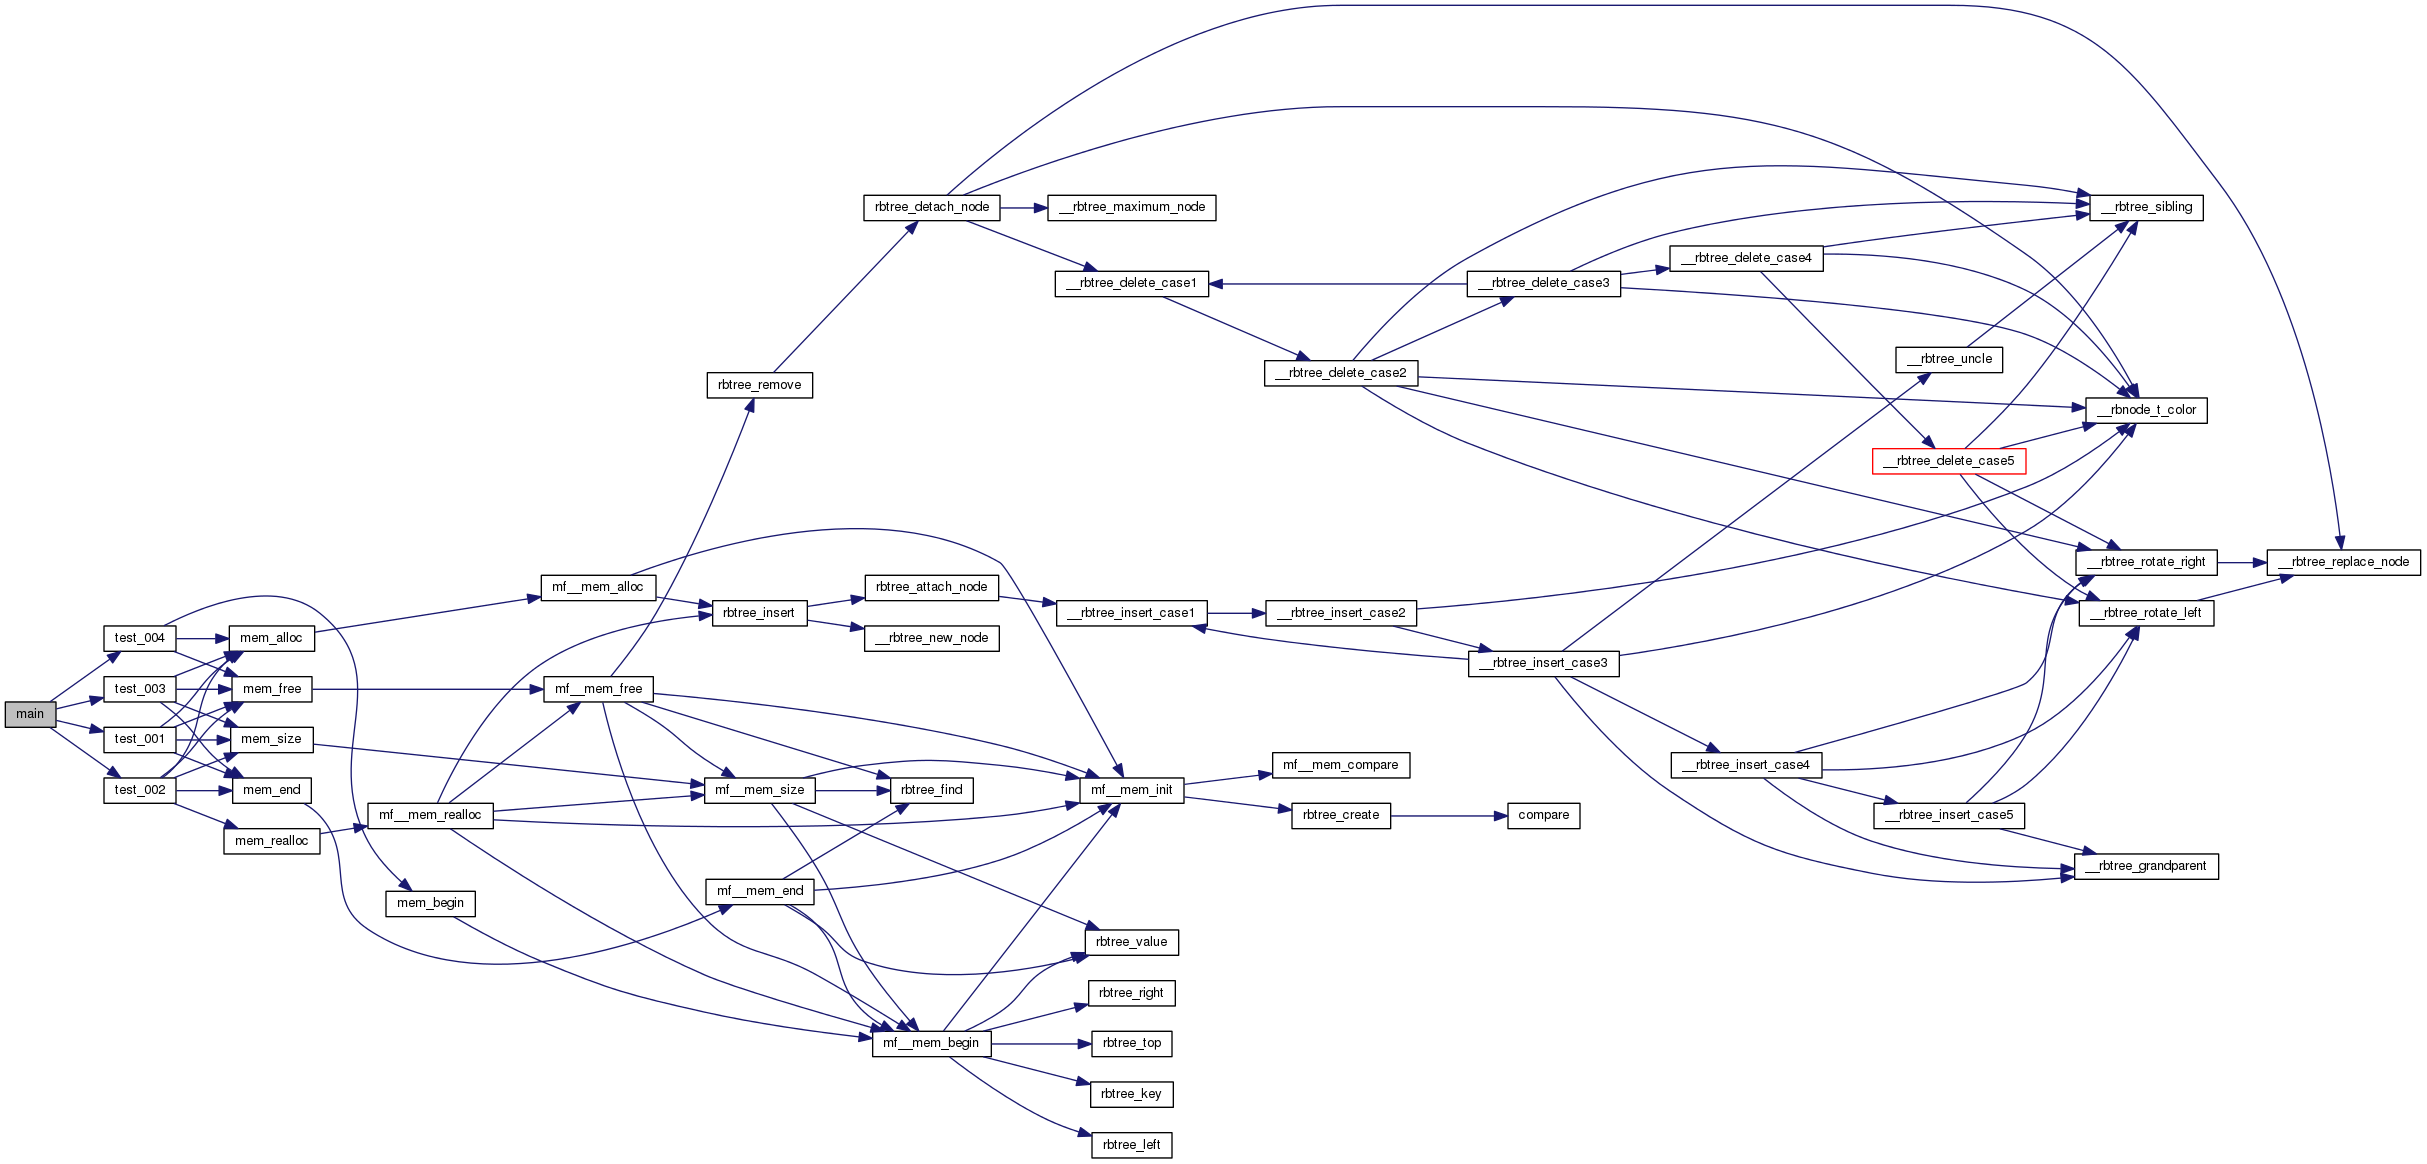 main
test_004
test_003
test_001
test_002
mem_alloc
mem_free
mem_size
mem_end
mem_realloc
mem_begin
mf__mem_realloc
mf__mem_alloc
mf__mem_free
rbtree_remove
rbtree_insert
mf__mem_size
mf__mem_end
rbtree_detach_node
rbtree_attach_node
__rbtree_new_node
rbtree_find
mf__mem_begin
__rbtree_maximum_node
__rbtree_delete_case1
__rbtree_insert_case1
mf__mem_init
rbtree_value
rbtree_right
rbtree_top
rbtree_key
rbtree_left
__rbtree_delete_case2
__rbtree_insert_case2
mf__mem_compare
rbtree_create
__rbtree_delete_case3
__rbtree_insert_case3
compare
__rbtree_delete_case4
__rbtree_insert_case4
__rbtree_uncle
__rbtree_delete_case5
__rbtree_insert_case5
__rbtree_sibling
__rbnode_t_color
__rbtree_rotate_right
__rbtree_rotate_left
__rbtree_grandparent
__rbtree_replace_node